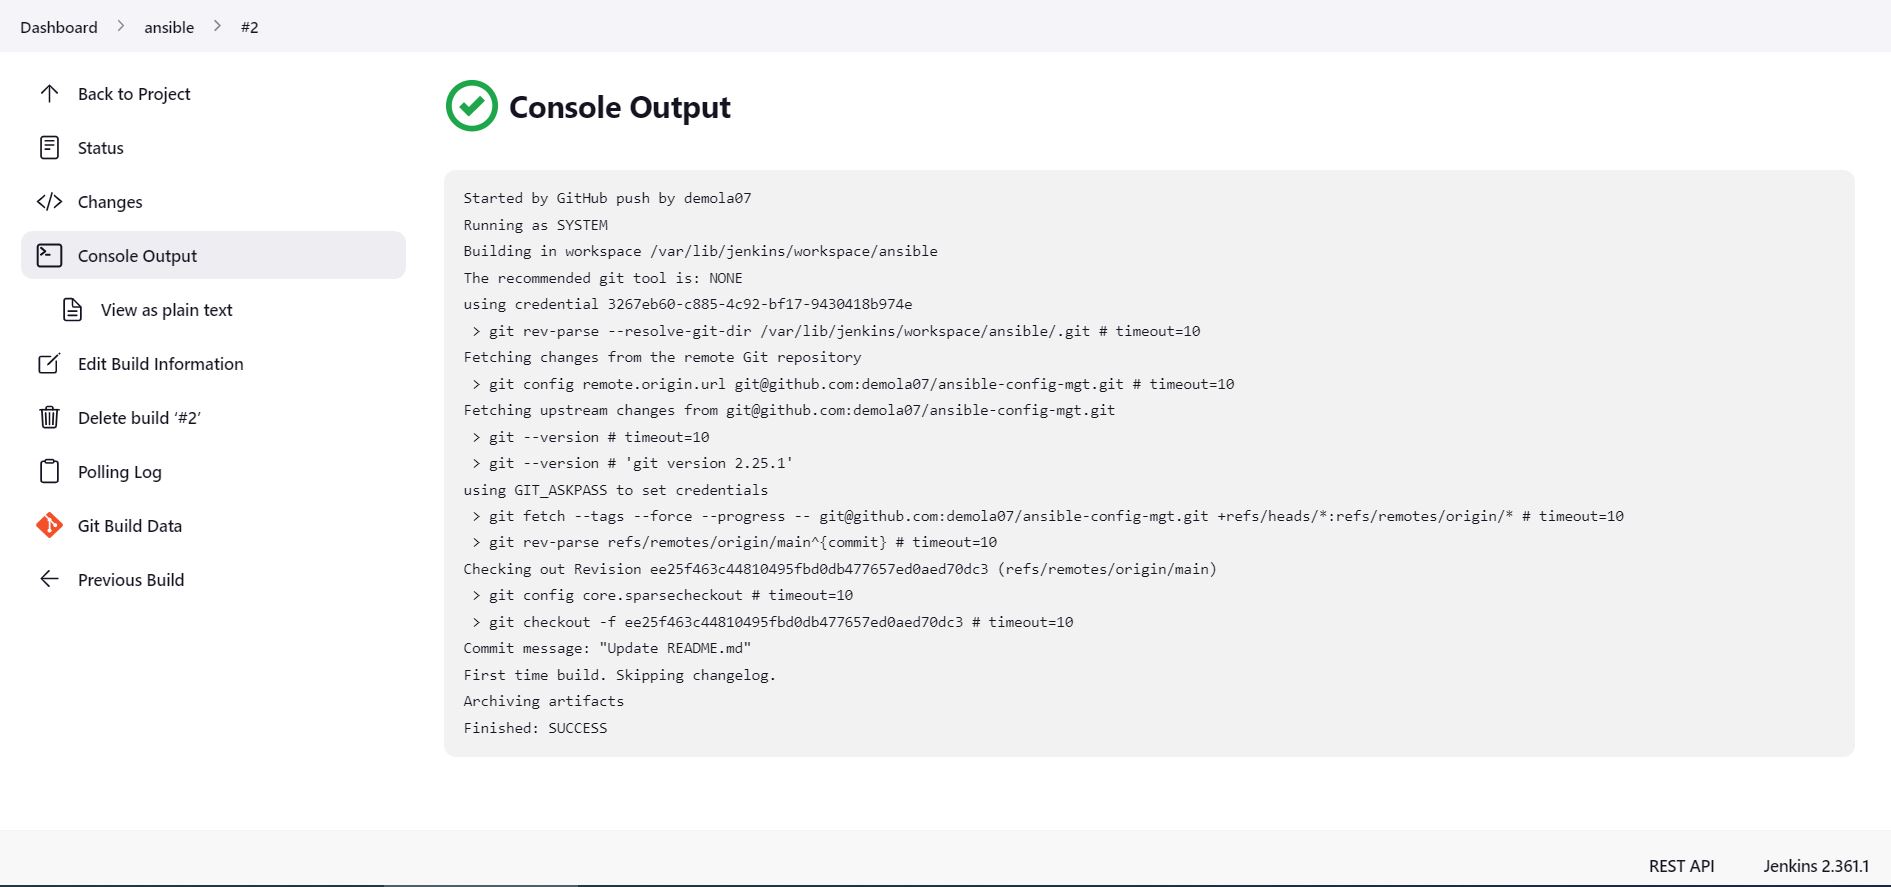 Dashboard > ansible > #2
Back to Project
Status
Changes
Console Output
View as plain text
Edit Build Information
Delete build ‘#2’
Polling Log
Git Build Data
Previous Build
Console Output
Started by GitHub push by demola07
Running as SYSTEM
Building in workspace /var/lib/jenkins/workspace/ansible
The recommended git tool is: NONE
using credential 3267eb60-c885-4c92-bf17-9430418b974e
 > git rev-parse --resolve-git-dir /var/lib/jenkins/workspace/ansible/.git # timeout=10
Fetching changes from the remote Git repository
 > git config remote.origin.url git@github.com:demola07/ansible-config-mgt.git # timeout=10
Fetching upstream changes from git@github.com:demola07/ansible-config-mgt.git
 > git --version # timeout=10
 > git --version # 'git version 2.25.1'
using GIT_ASKPASS to set credentials
 > git fetch --tags --force --progress -- git@github.com:demola07/ansible-config-mgt.git +refs/heads/*:refs/remotes/origin/* # timeout=10
 > git rev-parse refs/remotes/origin/main^{commit} # timeout=10
Checking out Revision ee25f463c44810495fbd0db477657ed0aed70dc3 (refs/remotes/origin/main)
 > git config core.sparsecheckout # timeout=10
 > git checkout -f ee25f463c44810495fbd0db477657ed0aed70dc3 # timeout=10
Commit message: "Update README.md"
First time build. Skipping changelog.
Archiving artifacts
Finished: SUCCESS
REST API
Jenkins 2.361.1